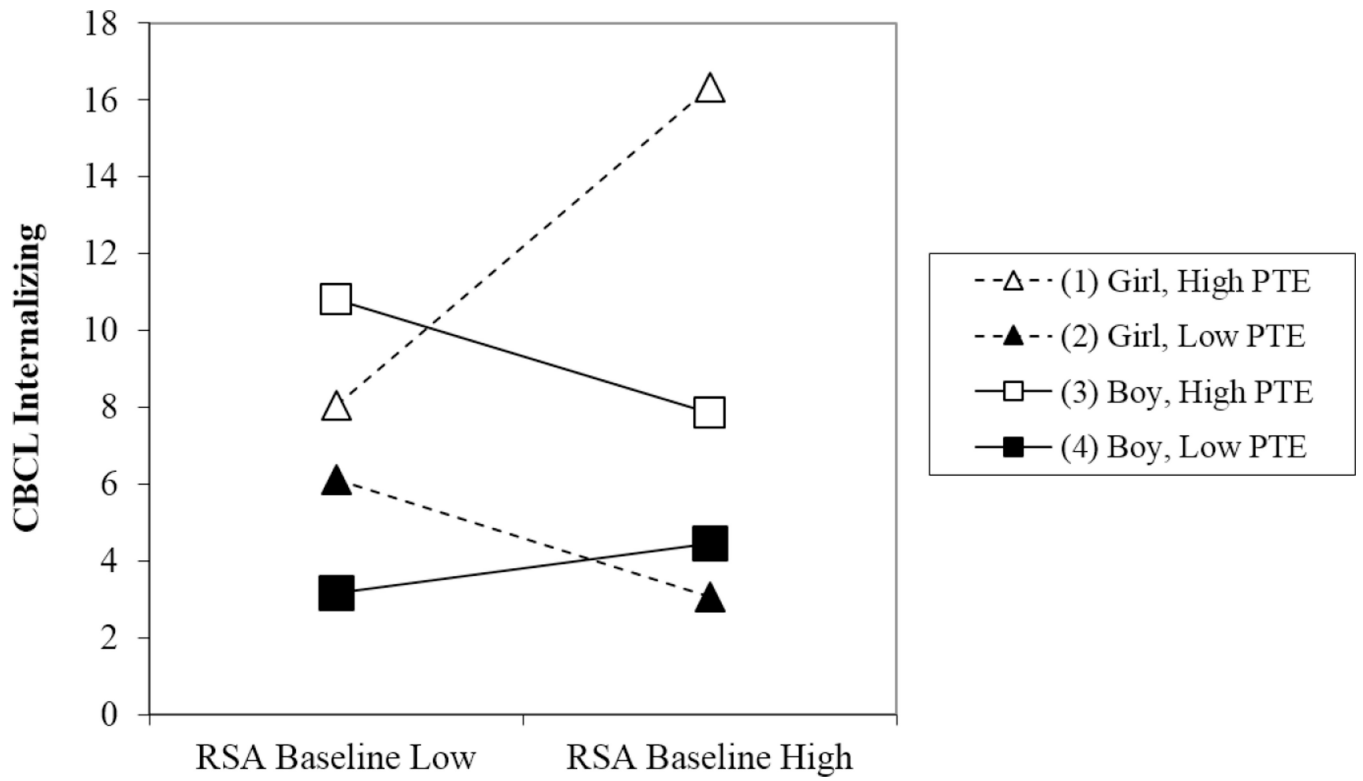 18
16
14
12
10
8
6
4
2
0
CBCL Internalizing
RSA Baseline Low
RSA Baseline High
(1) Girl, High PTE
(2) Girl, Low PTE
(3) Boy, High PTE
(4) Boy, Low PTE